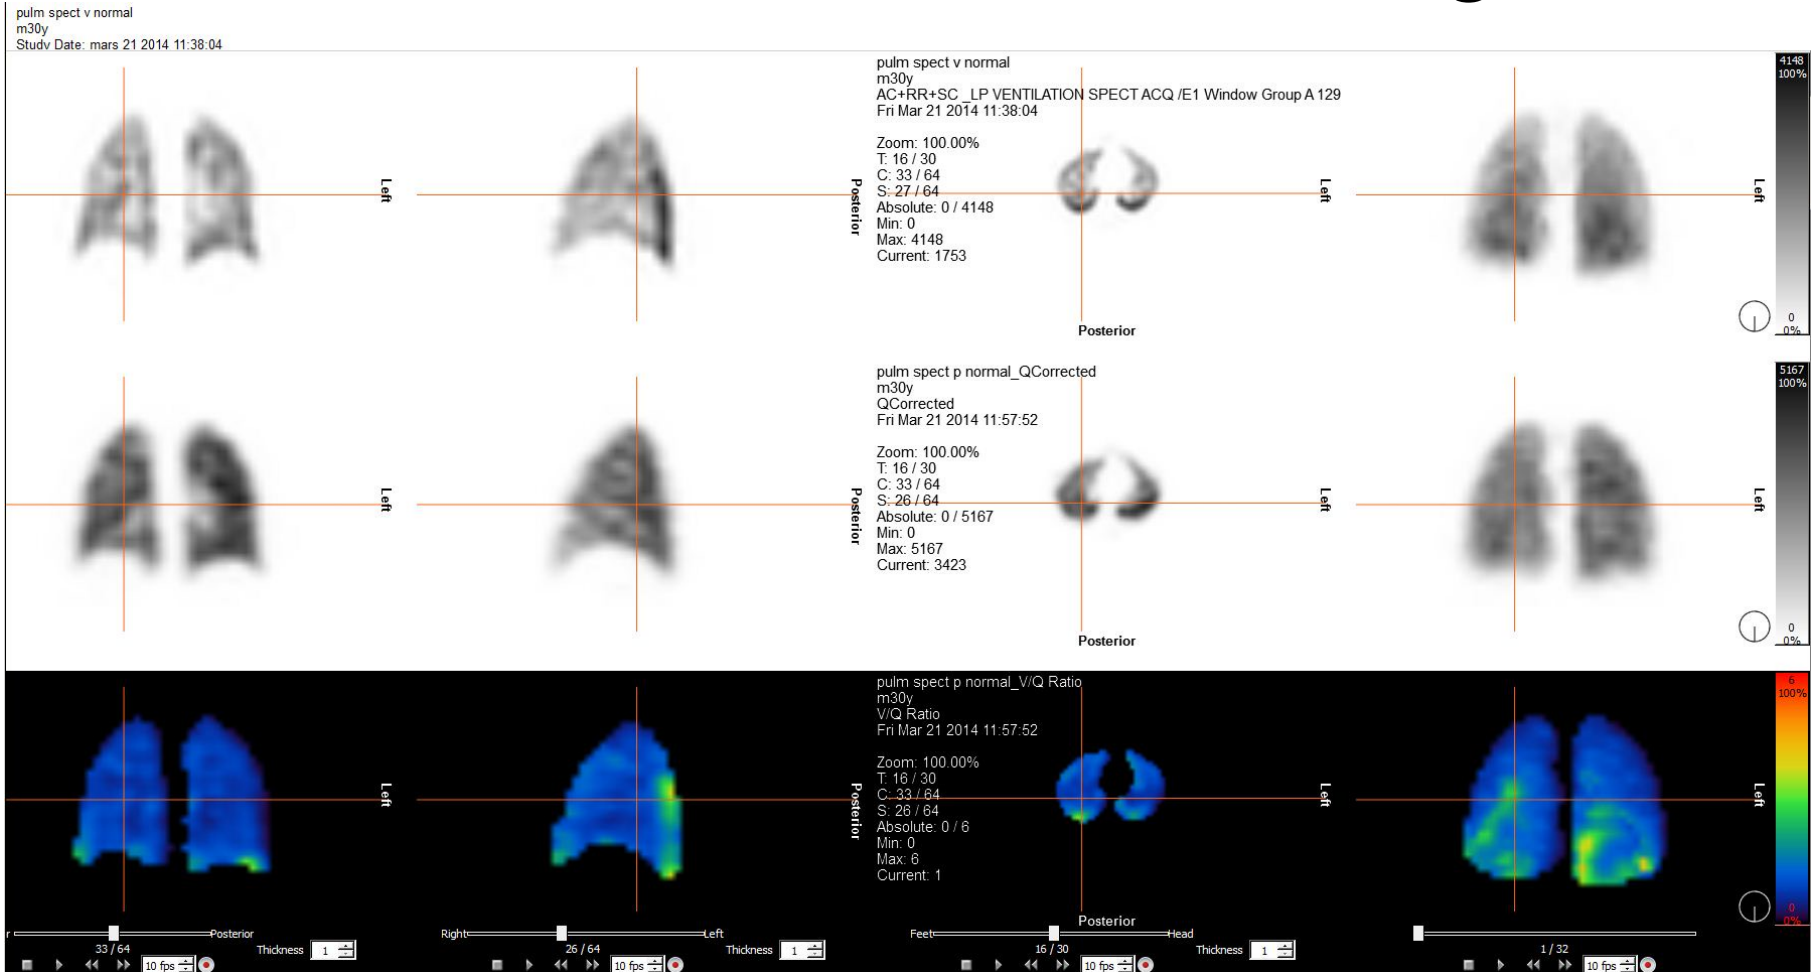 pulm spect v normal
m30y
Study Date: mars 21 2014 11:38:04
pulm spect v normal
m30y
AC+RR+SC _LP VENTILATION SPECT ACQ /E1 Window Group A 129
Fri Mar 21 2014 11:38:04
Zoom: 100.00%
T: 16 / 30
C: 33 / 64
S: 27 / 64
Absolute: 0 / 4148
Min: 0
Max: 4148
Current: 1753
Left
Posterior
Left
Left
Posterior
4148
100%
0
0%
pulm spect p normal_QCorrected
m30y
QCorrected
Fri Mar 21 2014 11:57:52
Zoom: 100.00%
T: 16 / 30
C: 33 / 64
S: 26 / 64
Absolute: 0 / 5167
Min: 0
Max: 5167
Current: 3423
Left
Posterior
Left
Left
Posterior
5167
100%
0
0%
pulm spect p normal_V/Q Ratio
m30y
V/Q Ratio
Fri Mar 21 2014 11:57:52
Zoom: 100.00%
T: 16 / 30
C: 33 / 64
S: 26 / 64
Absolute: 0 / 6
Min: 0
Max: 6
Current: 1
Left
Posterior
Left
Left
Posterior
6
100%
0
0%
r Posterior
33 / 64 Thickness 1
10 fps
Right Left
26 / 64 Thickness 1
10 fps
Feet Head
16 / 30 Thickness 1
10 fps
1 / 32
10 fps